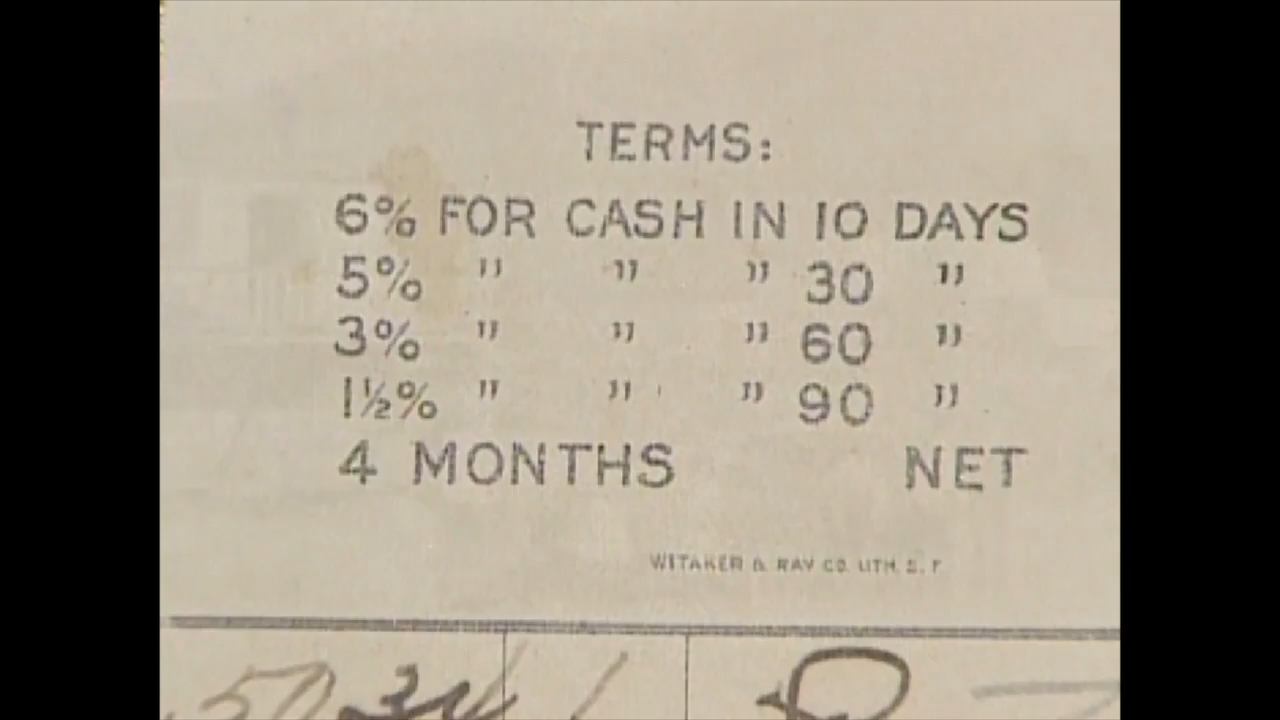 TERMS:
6% FOR CASH IN 10 DAYS
5% " " " 30 "
3% " " " 60 "
1½% " " " 90 "
4 MONTHS NET
WITAKER & RAY CO. LITH. S. F
50